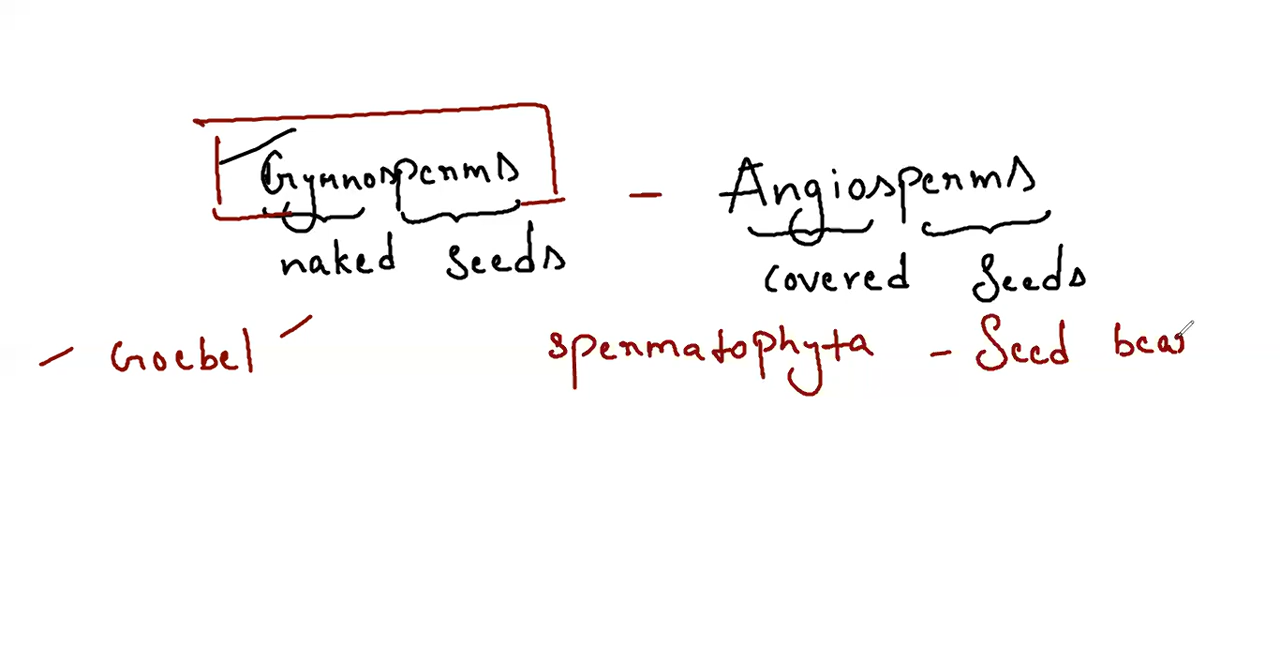 Gymnosperms - Angiosperms
naked seeds covered seeds
- Goebel spermatophyta - Seed bear